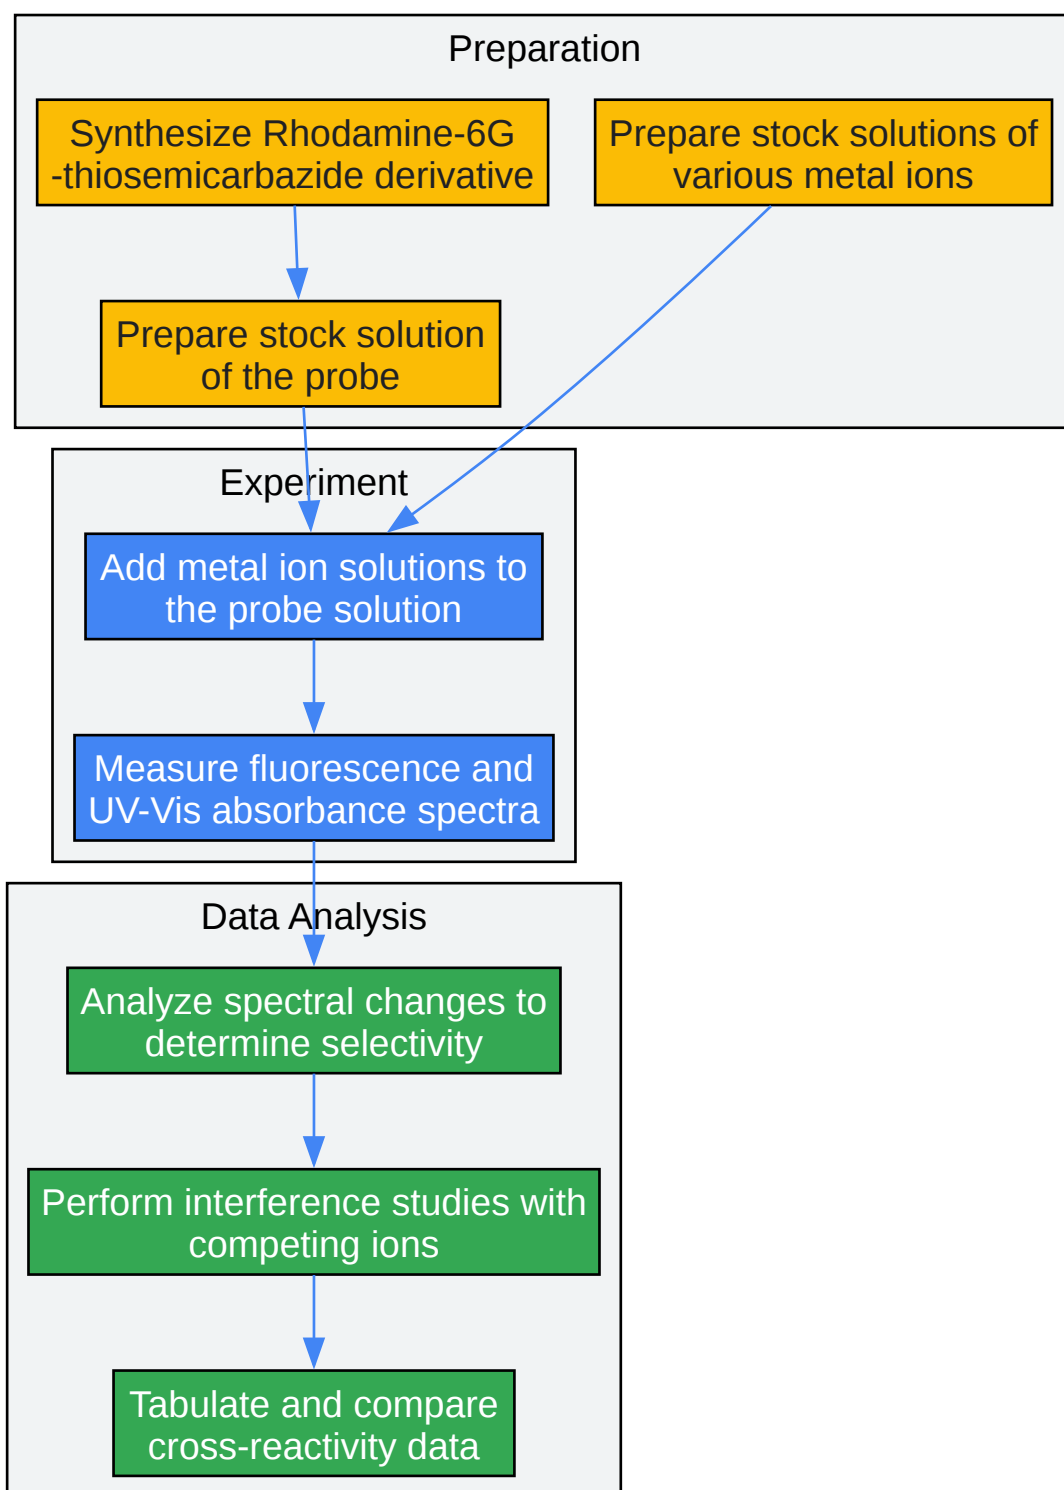 Preparation
Synthesize Rhodamine-6G
-thiosemicarbazide derivative
Prepare stock solutions of
various metal ions
Prepare stock solution
of the probe
Experiment
Add metal ion solutions to
the probe solution
Measure fluorescence and
UV-Vis absorbance spectra
Data Analysis
Analyze spectral changes to
determine selectivity
Perform interference studies with
competing ions
Tabulate and compare
cross-reactivity data